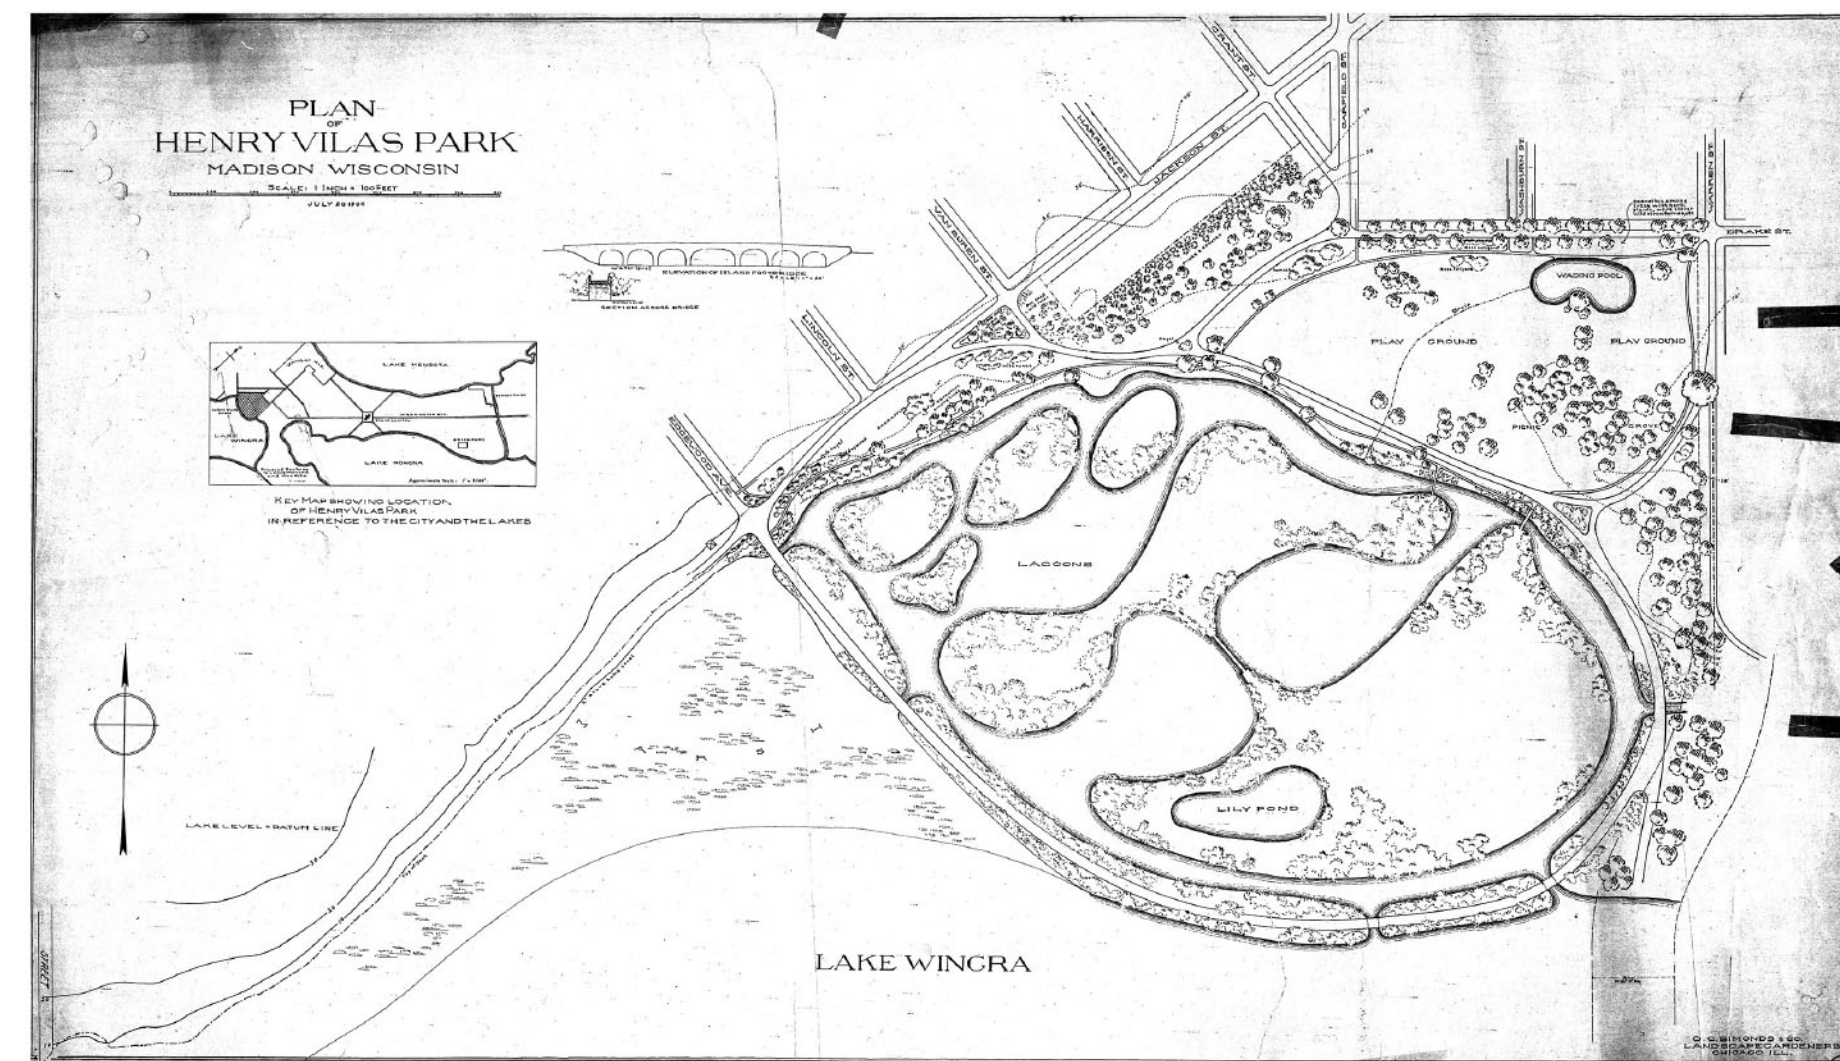 PLAN
OF
HENRY VILAS PARK
MADISON WISCONSIN
SCALE: 1 INCH = 100 FEET
ELEVATION OF ISLAND FOOTBRIDGE
SECTION ACROSS BRIDGE
GRANT ST.
GARFIELD ST.
HARRISON ST.
JACKSON ST.
VAN BUREN ST.
LINCOLN ST.
EDGEWOOD AVE.
WASHBURN ST.
WARREN ST.
DRAKE ST.
WADING POOL
PLAY GROUND
PLAY GROUND
PICNIC GROVE
LAKE MENDOTA
LAKE WINGRA
LAKE MONONA
KEY MAP SHOWING LOCATION
OF HENRY VILAS PARK
IN REFERENCE TO THE CITY AND THE LAKES
LAGOONS
LILY POND
LAKE LEVEL = DATUM LINE
STREET
LAKE WINGRA
O.C. SIMONDS & CO.
LANDSCAPE GARDENERS
CHICAGO ILL.